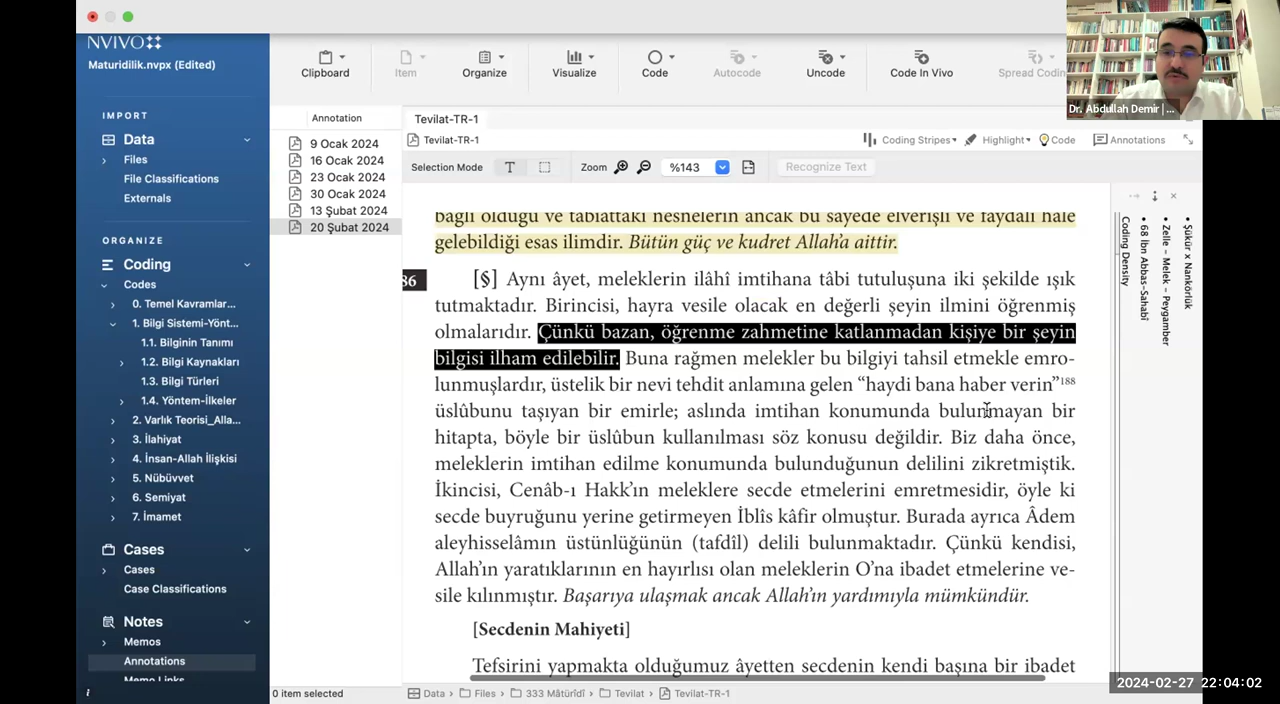 NVIVO
Maturidilik.nvpx (Edited)
IMPORT
Data
Files
File Classifications
Externals
ORGANIZE
Coding
Codes
0. Temel Kavramlar...
1. Bilgi Sistemi-Yönt...
1.1. Bilginin Tanımı
1.2. Bilgi Kaynakları
1.3. Bilgi Türleri
1.4. Yöntem-İlkeler
2. Varlık Teorisi_Alla...
3. İlahiyat
4. İnsan-Allah İlişkisi
5. Nübüvvet
6. Semiyat
7. İmamet
Cases
Cases
Case Classifications
Notes
Memos
Annotations
Memo Links
Clipboard
Item
Organize
Visualize
Code
Autocode
Uncode
Code In Vivo
Spread Codin
Dr. Abdullah Demir | ...
Annotation
9 Ocak 2024
16 Ocak 2024
23 Ocak 2024
30 Ocak 2024
13 Şubat 2024
20 Şubat 2024
0 item selected
Tevilat-TR-1
Tevilat-TR-1
Coding Stripes
Highlight
Code
Annotations
Selection Mode
T
Zoom
%143
Recognize Text
bağlı olduğu ve tabiattaki nesnelerin ancak bu sayede elverişli ve faydalı hale
gelebildiği esas ilimdir. Bütün güç ve kudret Allah'a aittir.
86
[§] Aynı âyet, meleklerin ilâhî imtihana tâbi tutuluşuna iki şekilde ışık
tutmaktadır. Birincisi, hayra vesile olacak en değerli şeyin ilmini öğrenmiş
olmalarıdır. Çünkü bazan, öğrenme zahmetine katlanmadan kişiye bir şeyin
bilgisi ilham edilebilir. Buna rağmen melekler bu bilgiyi tahsil etmekle emro-
lunmuşlardır, üstelik bir nevi tehdit anlamına gelen “haydi bana haber verin”188
üslûbunu taşıyan bir emirle; aslında imtihan konumunda bulunmayan bir
hitapta, böyle bir üslûbun kullanılması söz konusu değildir. Biz daha önce,
meleklerin imtihan edilme konumunda bulunduğunun delilini zikretmiştik.
İkincisi, Cenâb-ı Hakk'ın meleklere secde etmelerini emretmesidir, öyle ki
secde buyruğunu yerine getirmeyen İblîs kâfir olmuştur. Burada ayrıca Âdem
aleyhisselâmın üstünlüğünün (tafdîl) delili bulunmaktadır. Çünkü kendisi,
Allah'ın yaratıklarının en hayırlısı olan meleklerin O'na ibadet etmelerine ve-
sile kılınmıştır. Başarıya ulaşmak ancak Allah'ın yardımıyla mümkündür.
[Secdenin Mahiyeti]
Tefsirini yapmakta olduğumuz âyetten secdenin kendi başına bir ibadet
Data
Files
333 Mâtürîdî
Tevilat
Tevilat-TR-1
Şükür x Nankörlük
Zelle - Melek - Peygamber
68 İbn Abbas-Sahabî
Coding Density
2024-02-27 22:04:02